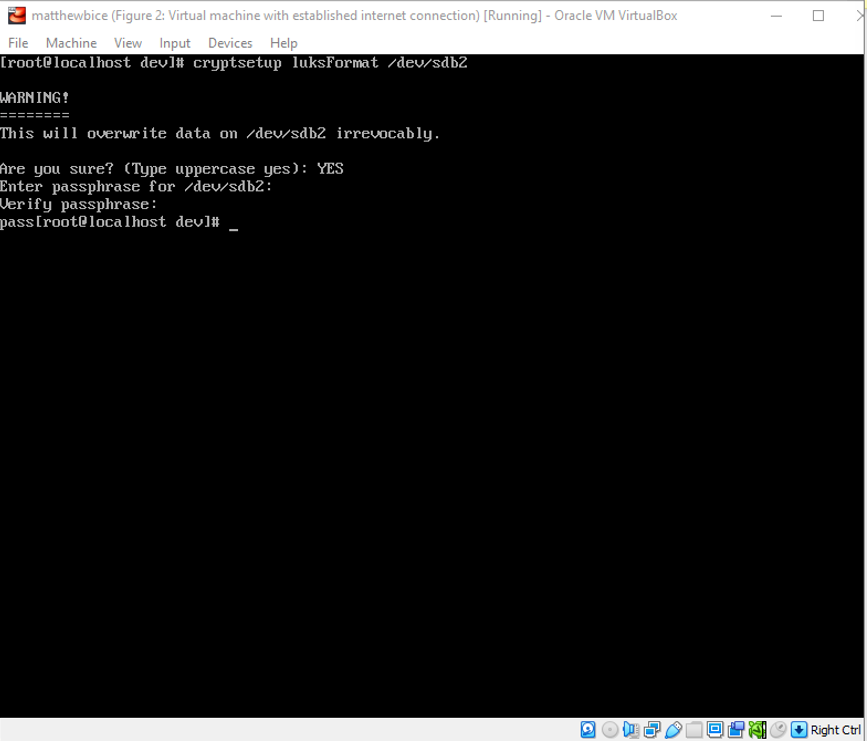 matthewbice (Figure 2: Virtual machine with established internet connection) [Running] - Oracle VM VirtualBox
File Machine View Input Devices Help
[root@localhost dev]# cryptsetup luksFormat /dev/sdb2
WARNING!
========
This will overwrite data on /dev/sdb2 irrevocably.
Are you sure? (Type uppercase yes): YES
Enter passphrase for /dev/sdb2:
Verify passphrase:
pass[root@localhost dev]# _
Right Ctrl